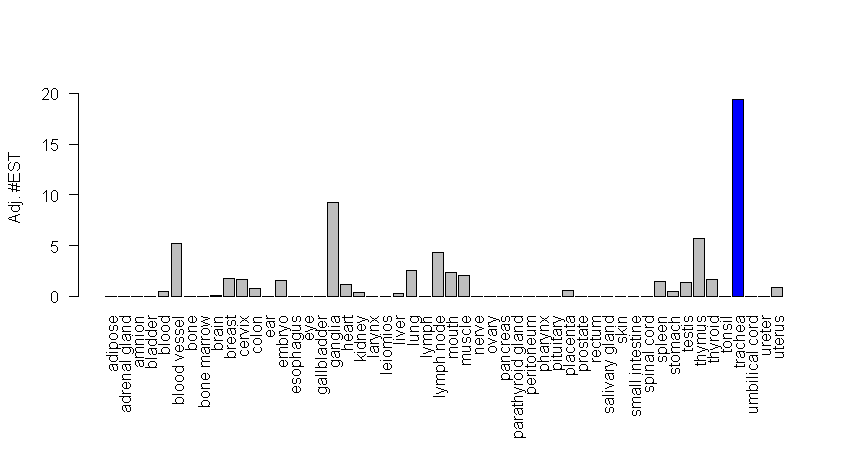 Adj. #EST
20
15
10
5
0
adipose
adrenal gland
amnion
bladder
blood
blood vessel
bone
bone marrow
brain
breast
cervix
colon
ear
embryo
esophagus
eye
gallbladder
ganglia
heart
kidney
larynx
leiomios
liver
lung
lymph
lymph node
mouth
muscle
nerve
ovary
pancreas
parathyroid gland
peritoneum
pharynx
pituitary
placenta
prostate
rectum
salivary gland
skin
small intestine
spinal cord
spleen
stomach
testis
thymus
thyroid
tonsil
trachea
umbilical cord
ureter
uterus